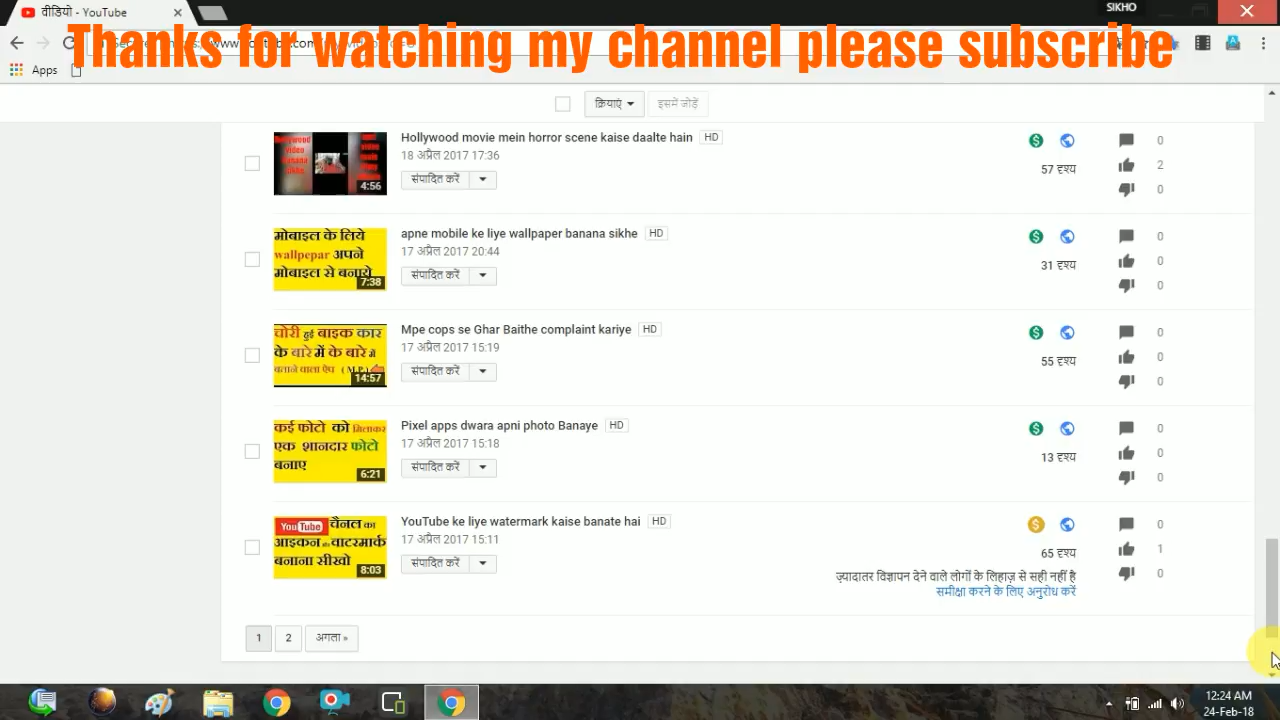 वीडियो - YouTube
SIKHO
Thanks for watching my channel please subscribe
Apps
क्रियाएं
इसमें जोड़ें
Hollywood movie mein horror scene kaise daalte hain HD
18 अप्रैल 2017 17:36
4:56
संपादित करें
57 दृश्य
0
2
0
मोबाइल के लिये
wallpepar अपने
मोबाइल से बनाये
7:38
apne mobile ke liye wallpaper banana sikhe HD
17 अप्रैल 2017 20:44
संपादित करें
31 दृश्य
0
0
0
चोरी हुई बाइक कार
के बारे में के बारे मे
बताने वाला ऐप ( M.P.)
14:57
Mpe cops se Ghar Baithe complaint kariye HD
17 अप्रैल 2017 15:19
संपादित करें
55 दृश्य
0
0
0
कई फोटो को मिलाकर
एक शानदार फोटो
बनाए
6:21
Pixel apps dwara apni photo Banaye HD
17 अप्रैल 2017 15:18
संपादित करें
13 दृश्य
0
0
0
YouTube चैनल का
आइकन वाटरमार्क
बनाना सीखो
8:03
YouTube ke liye watermark kaise banate hai HD
17 अप्रैल 2017 15:11
संपादित करें
65 दृश्य
ज़्यादातर विज्ञापन देने वाले लोगों के लिहाज़ से सही नहीं है
समीक्षा करने के लिए अनुरोध करें
0
1
0
1 2 अगला »
12:24 AM
24-Feb-18